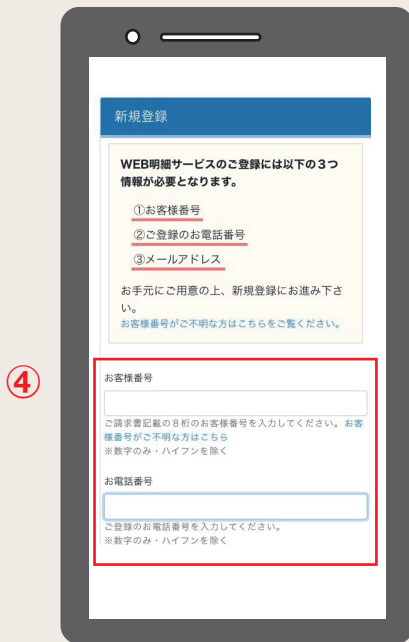 新規登録
WEB明細サービスのご登録には以下の3つ
情報が必要となります。
①お客様番号
②ご登録のお電話番号
③メールアドレス
お手元にご用意の上、新規登録にお進み下さ
い。
お客様番号がご不明な方はこちらをご覧ください。
④
お客様番号
ご請求書記載の8桁のお客様番号を入力してください。お客
様番号がご不明な方はこちら
※数字のみ・ハイフンを除く
お電話番号
ご登録のお電話番号を入力してください。
※数字のみ・ハイフンを除く